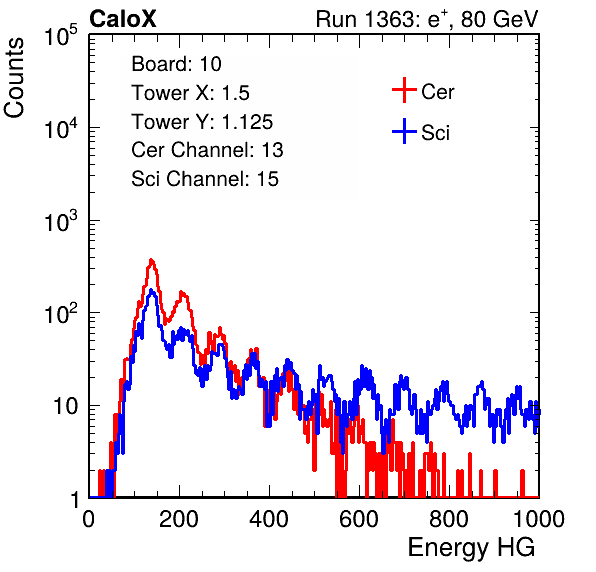 CaloX Run 1363: e+, 80 GeV
Counts
10^5
10^4
10^3
10^2
10
1
Board: 10
Tower X: 1.5
Tower Y: 1.125
Cer Channel: 13
Sci Channel: 15
Cer
Sci
0 200 400 600 800 1000
Energy HG